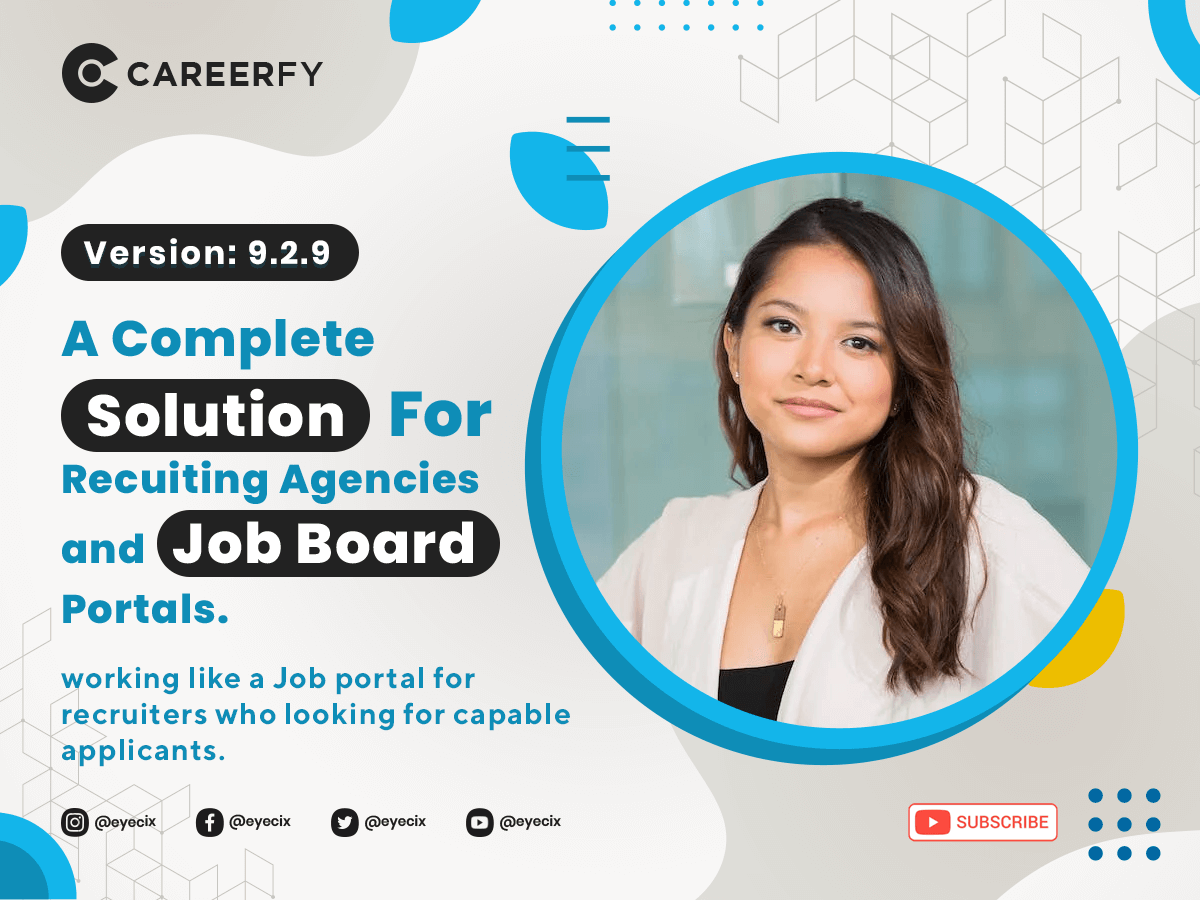 CAREERFY
Version: 9.2.9
A Complete
Solution For
Recuiting Agencies
and Job Board
Portals.
working like a Job portal for
recruiters who looking for capable
applicants.
@eyecix @eyecix @eyecix @eyecix
SUBSCRIBE